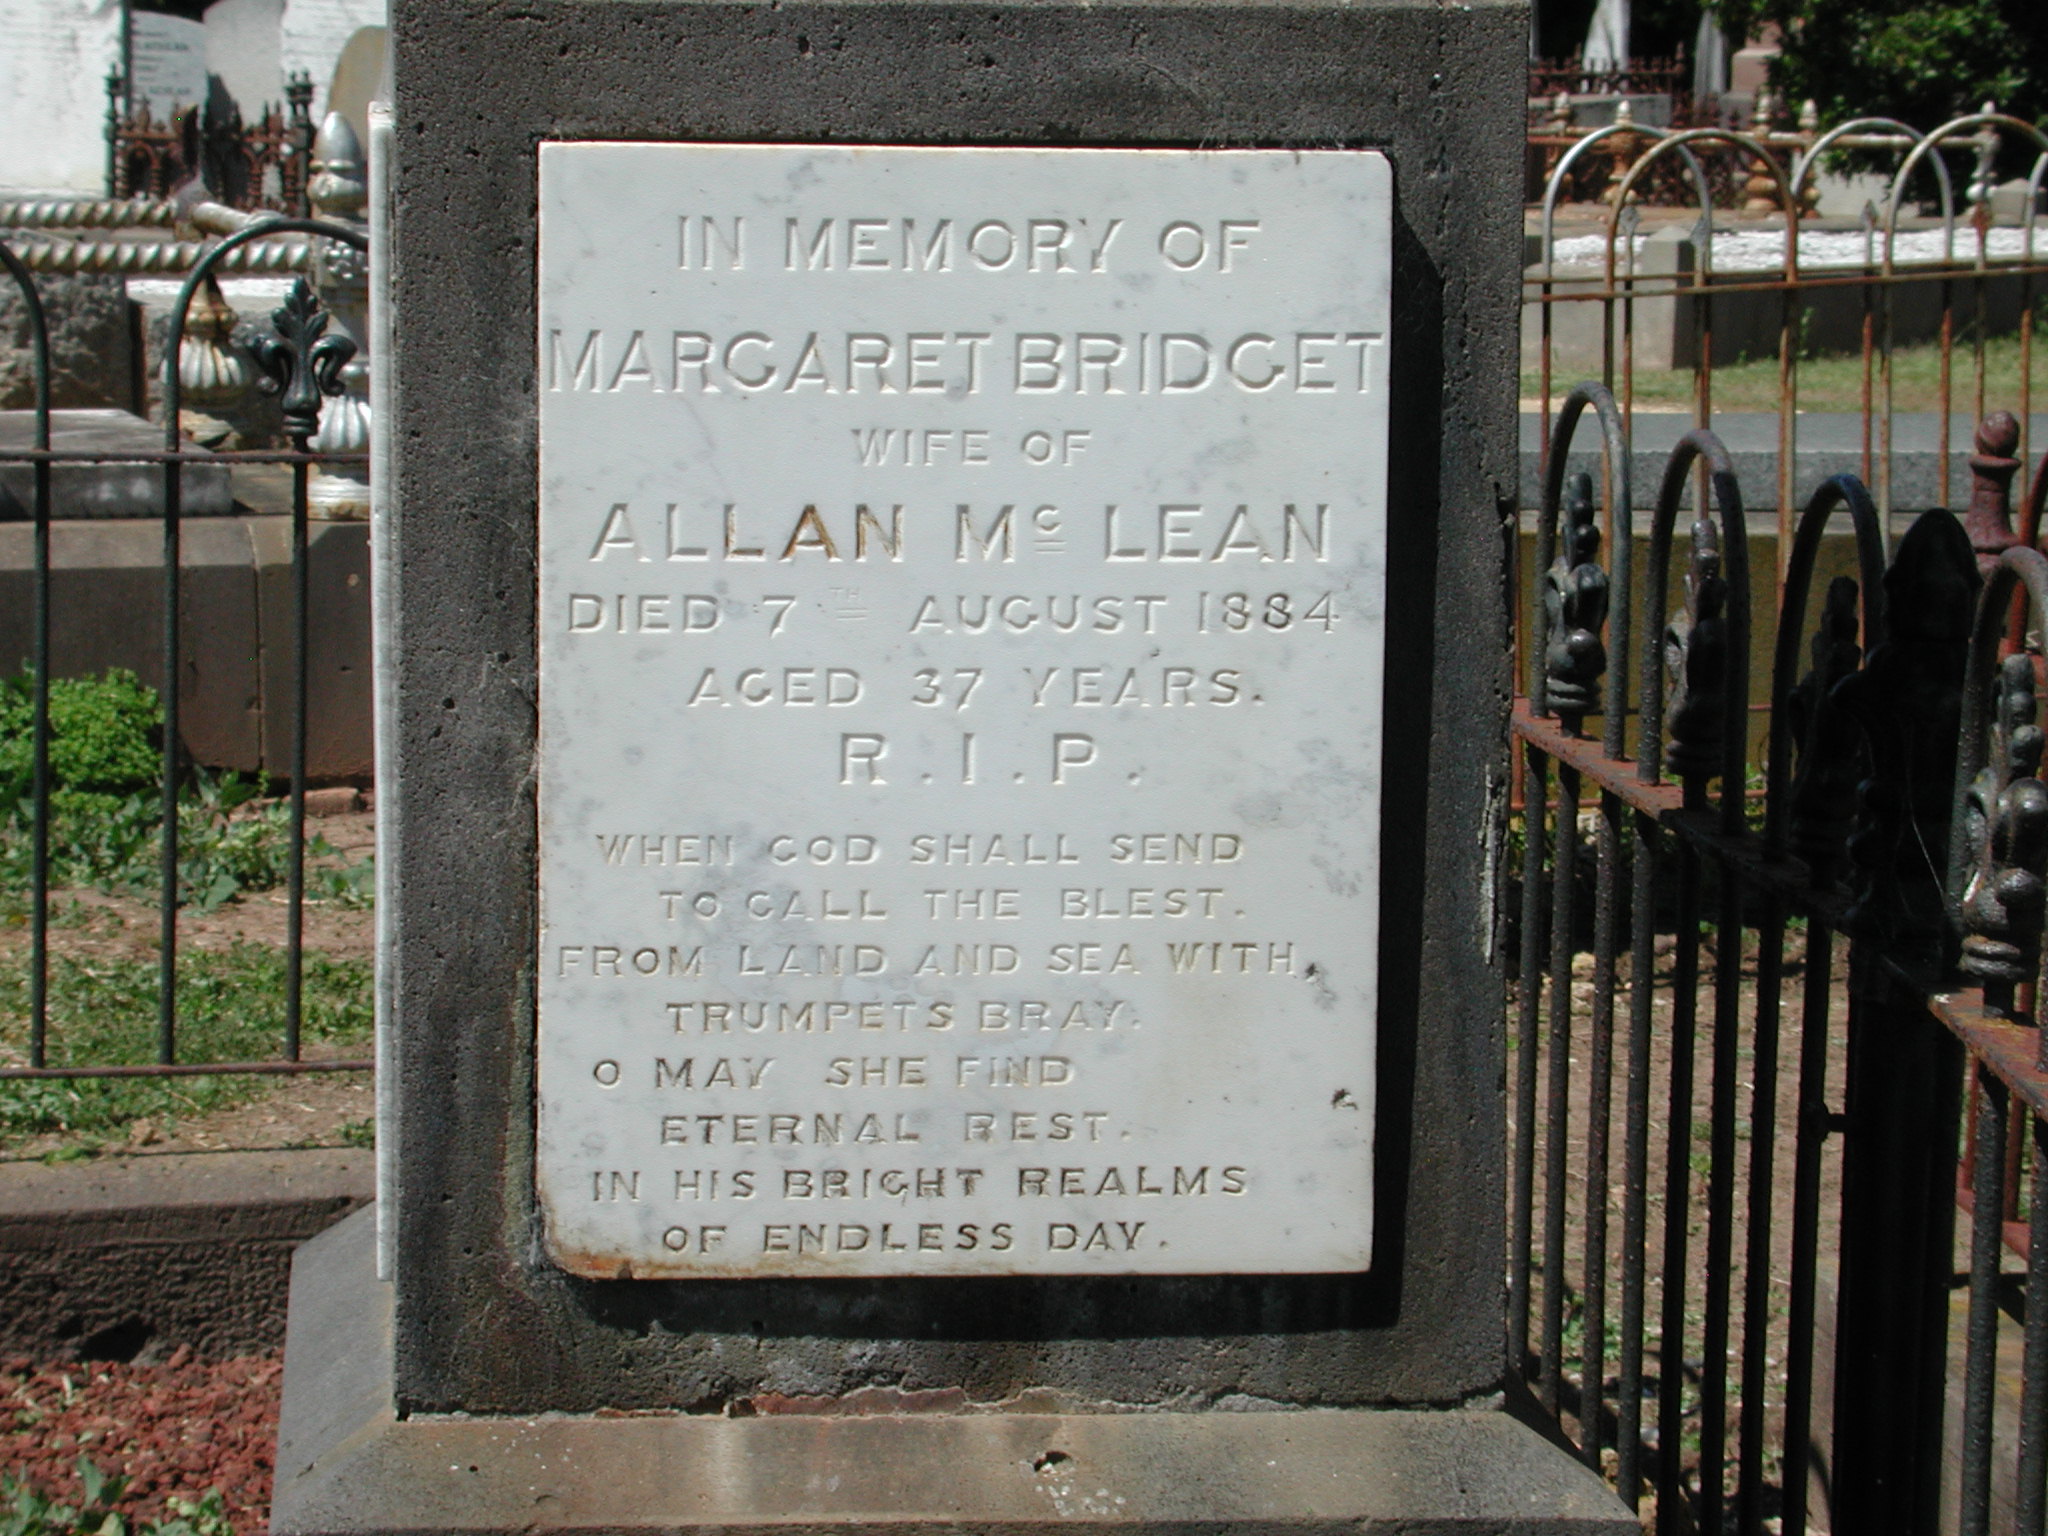 IN MEMORY OF
MARGARET BRIDGET
WIFE OF
ALLAN Mc LEAN
DIED 7TH AUGUST 1884
AGED 37 YEARS.
R.I.P.
WHEN GOD SHALL SEND
TO CALL THE BLEST.
FROM LAND AND SEA WITH,
TRUMPETS BRAY.
O MAY SHE FIND
ETERNAL REST.
IN HIS BRIGHT REALMS
OF ENDLESS DAY.